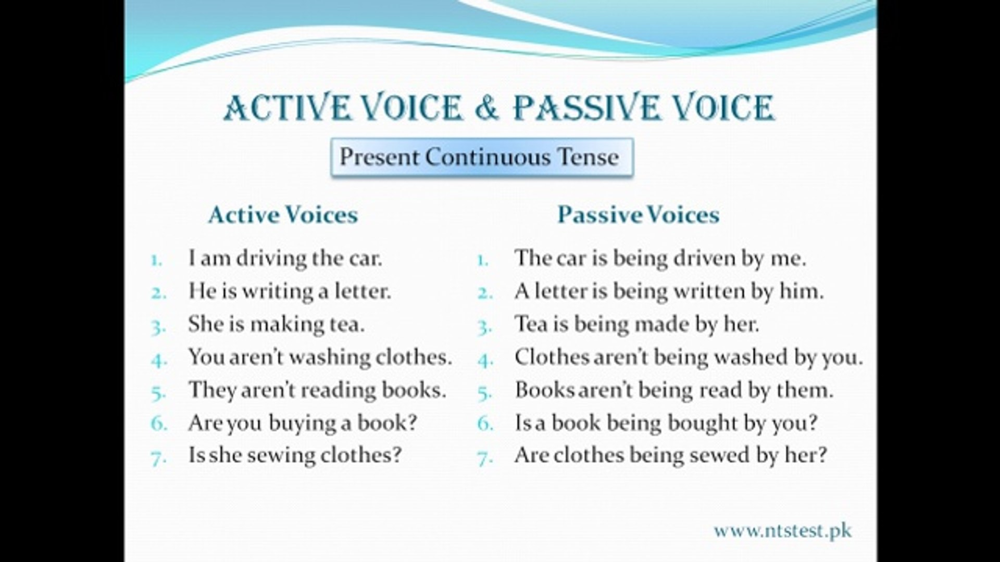 ACTIVE VOICE & PASSIVE VOICE
Present Continuous Tense
Active Voices
1. I am driving the car.
2. He is writing a letter.
3. She is making tea.
4. You aren't washing clothes.
5. They aren't reading books.
6. Are you buying a book?
7. Is she sewing clothes?
Passive Voices
1. The car is being driven by me.
2. A letter is being written by him.
3. Tea is being made by her.
4. Clothes aren't being washed by you.
5. Books aren't being read by them.
6. Is a book being bought by you?
7. Are clothes being sewed by her?
www.ntstest.pk